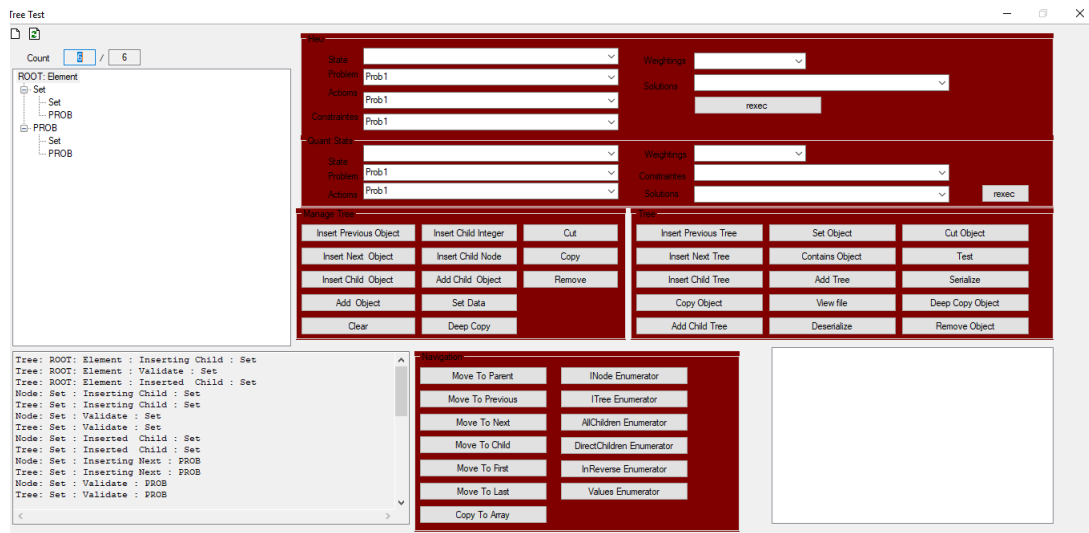 Tree Test
Count 6 / 6
ROOT: Element
Set
Set
PROB
PROB
Set
PROB
State
Problem Prob1
Actions Prob1
Constraintes Prob1
Weightings
Solutions
rexec
Quant State
State
Problem Prob1
Actions Prob1
Weightings
Constraintes
Solutions
rexec
Manage Tree
Insert Previous Object Insert Child Integer Cut
Insert Next Object Insert Child Node Copy
Insert Child Object Add Child Object Remove
Add Object Set Data
Clear Deep Copy
Tree
Insert Previous Tree Set Object Cut Object
Insert Next Tree Contains Object Test
Insert Child Tree Add Tree Serialize
Copy Object View file Deep Copy Object
Add Child Tree Deserialize Remove Object
Tree: ROOT: Element : Inserting Child : Set
Tree: ROOT: Element : Validate : Set
Tree: ROOT: Element : Inserted Child : Set
Node: Set : Inserting Child : Set
Tree: Set : Inserting Child : Set
Node: Set : Validate : Set
Tree: Set : Validate : Set
Node: Set : Inserted Child : Set
Tree: Set : Inserted Child : Set
Node: Set : Inserting Next : PROB
Tree: Set : Inserting Next : PROB
Node: Set : Validate : PROB
Tree: Set : Validate : PROB
Navigation
Move To Parent INode Enumerator
Move To Previous ITree Enumerator
Move To Next AllChildren Enumerator
Move To Child DirectChildren Enumerator
Move To First InReverse Enumerator
Move To Last Values Enumerator
Copy To Array